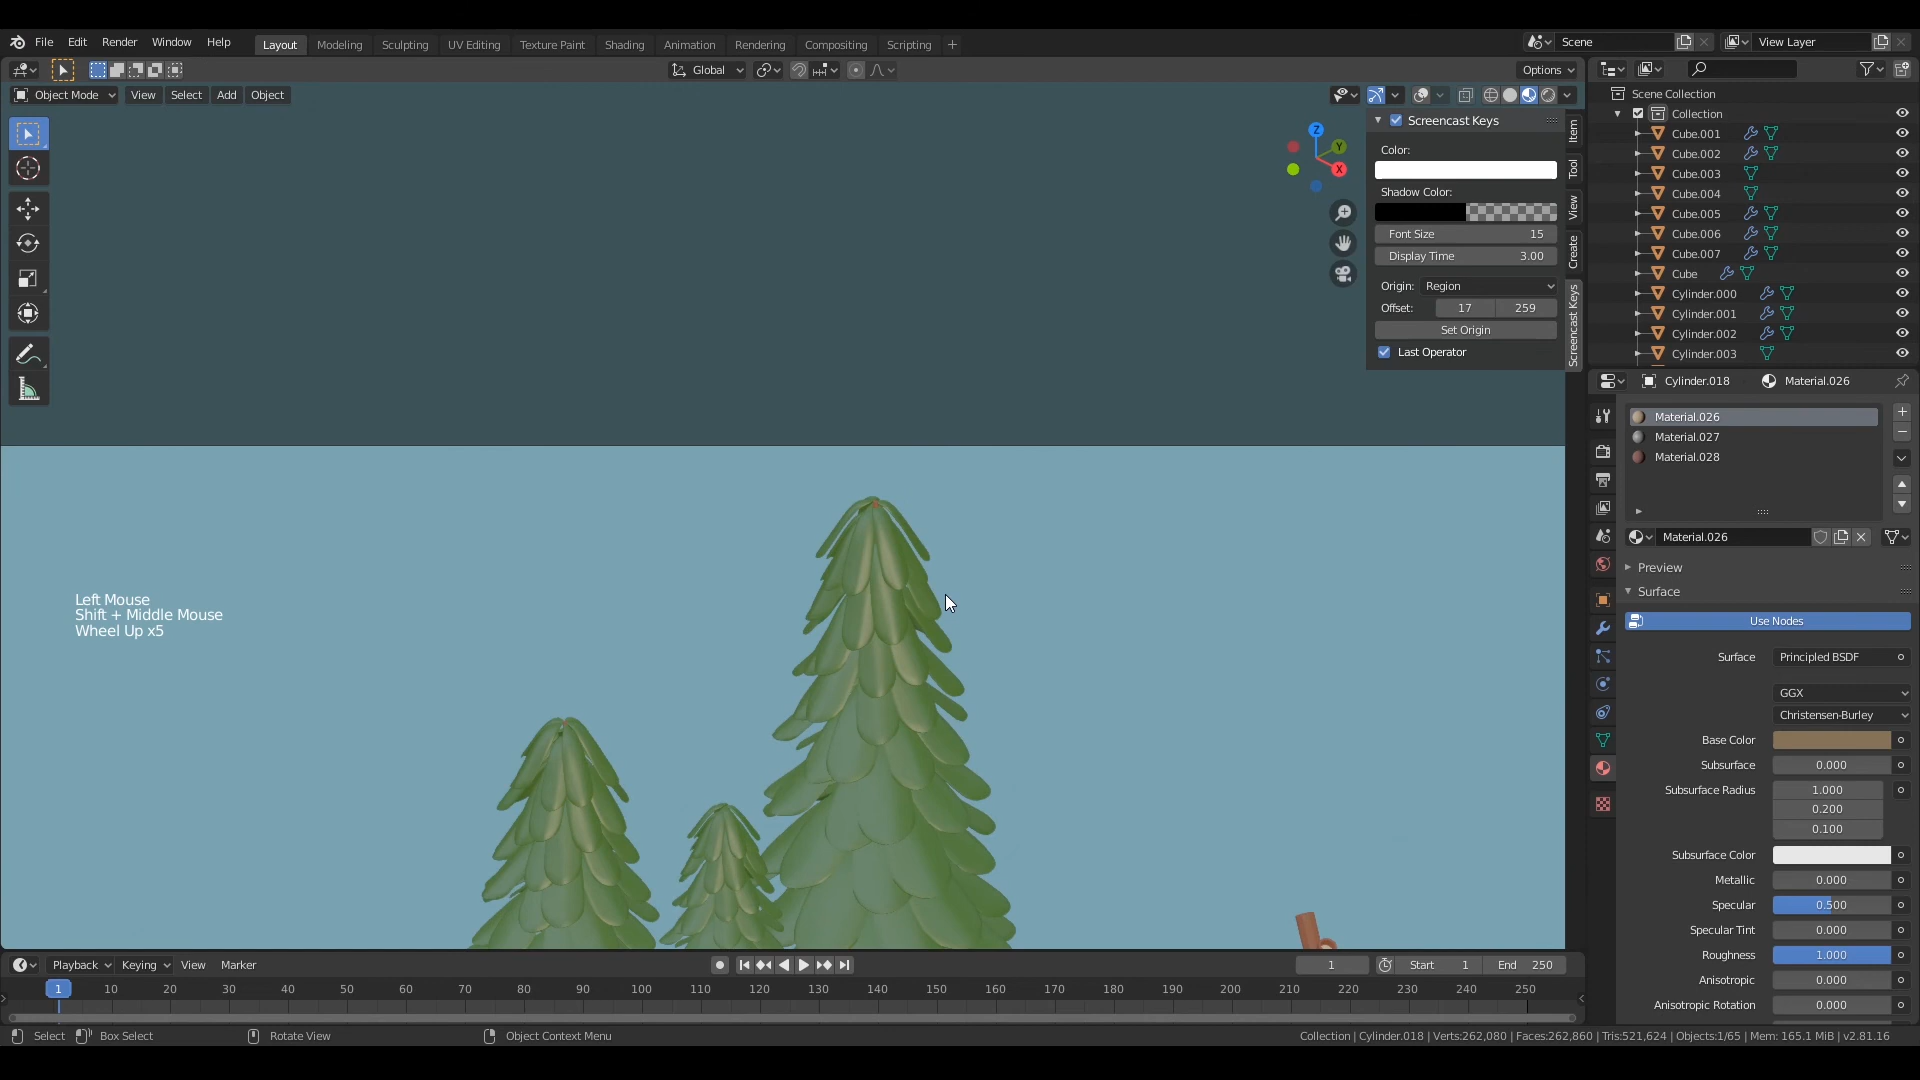 File Edit Render Window Help Layout Modeling Sculpting UV Editing Texture Paint Shading Animation Rendering Compositing Scripting + Scene View Layer
Global Options
Object Mode View Select Add Object
Scene Collection
Collection
Cube.001
Cube.002
Cube.003
Cube.004
Cube.005
Cube.006
Cube.007
Cube
Cylinder.000
Cylinder.001
Cylinder.002
Cylinder.003
Z
Y
X
Screencast Keys
Color:
Shadow Color:
Font Size 15
Display Time 3.00
Origin: Region
Offset: 17 259
Set Origin
Last Operator
Item
Tool
View
Create
Screencast Keys
Cylinder.018 Material.026
Material.026
Material.027
Material.028
Material.026
Preview
Surface
Use Nodes
Surface Principled BSDF
GGX
Christensen-Burley
Base Color
Subsurface 0.000
Subsurface Radius 1.000
0.200
0.100
Subsurface Color
Metallic 0.000
Specular 0.500
Specular Tint 0.000
Roughness 1.000
Anisotropic 0.000
Anisotropic Rotation 0.000
Left Mouse
Shift + Middle Mouse
Wheel Up x5
Playback Keying View Marker 1 Start 1 End 250
1 10 20 30 40 50 60 70 80 90 100 110 120 130 140 150 160 170 180 190 200 210 220 230 240 250
Select Box Select Rotate View Object Context Menu Collection | Cylinder.018 | Verts:262,080 | Faces:262,860 | Tris:521,624 | Objects:1/65 | Mem: 165.1 MiB | v2.81.16